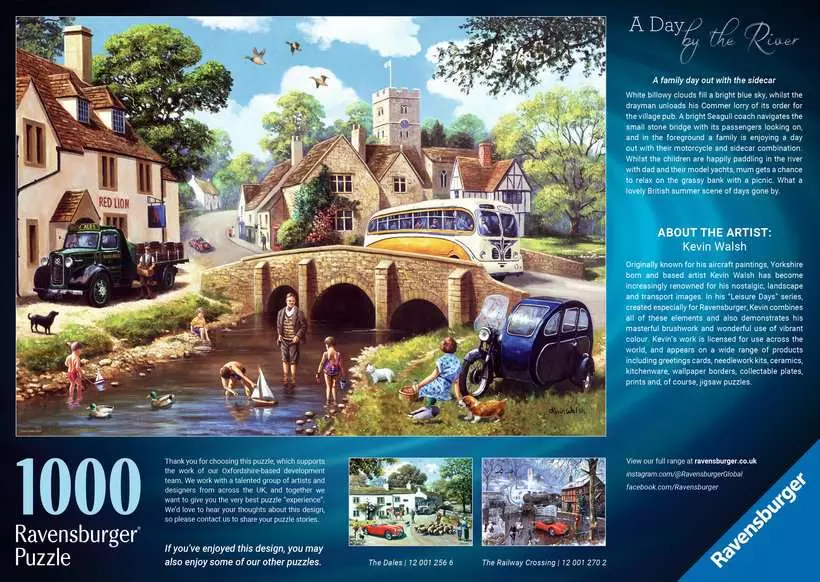 A Day
by the River
A family day out with the sidecar
White billowy clouds fill a bright blue sky, whilst the
drayman unloads his Commer lorry of its order for
the village pub. A bright Seagull coach navigates the
small stone bridge with its passengers looking on,
and in the foreground a family is enjoying a day
out with their motorcycle and sidecar combination.
Whilst the children are happily paddling in the river
with dad and their model yachts, mum gets a chance
to relax on the grassy bank with a picnic. What a
lovely British summer scene of days gone by.
ABOUT THE ARTIST:
Kevin Walsh
Originally known for his aircraft paintings, Yorkshire
born and based artist Kevin Walsh has become
increasingly renowned for his nostalgic, landscape
and transport images. In his "Leisure Days" series,
created especially for Ravensburger, Kevin combines
all of these elements and also demonstrates his
masterful brushwork and wonderful use of vibrant
colour. Kevin's work is licensed for use across the
world, and appears on a wide range of products
including greetings cards, needlework kits, ceramics,
kitchenware, wallpaper borders, collectable plates,
prints and, of course, jigsaw puzzles.
RED LION
ALES
Kevin Walsh
1000
Ravensburger®
Puzzle
Thank you for choosing this puzzle, which supports
the work of our Oxfordshire-based development
team. We work with a talented group of artists and
designers from across the UK, and together we
want to give you the very best puzzle "experience".
We'd love to hear your thoughts about this design,
so please contact us to share your puzzle stories.
If you've enjoyed this design, you may
also enjoy some of our other puzzles.
The Dales | 12 001 256 6
The Railway Crossing | 12 001 270 2
View our full range at ravensburger.co.uk
instagram.com/@RavensburgerGlobal
facebook.com/Ravensburger
Ravensburger